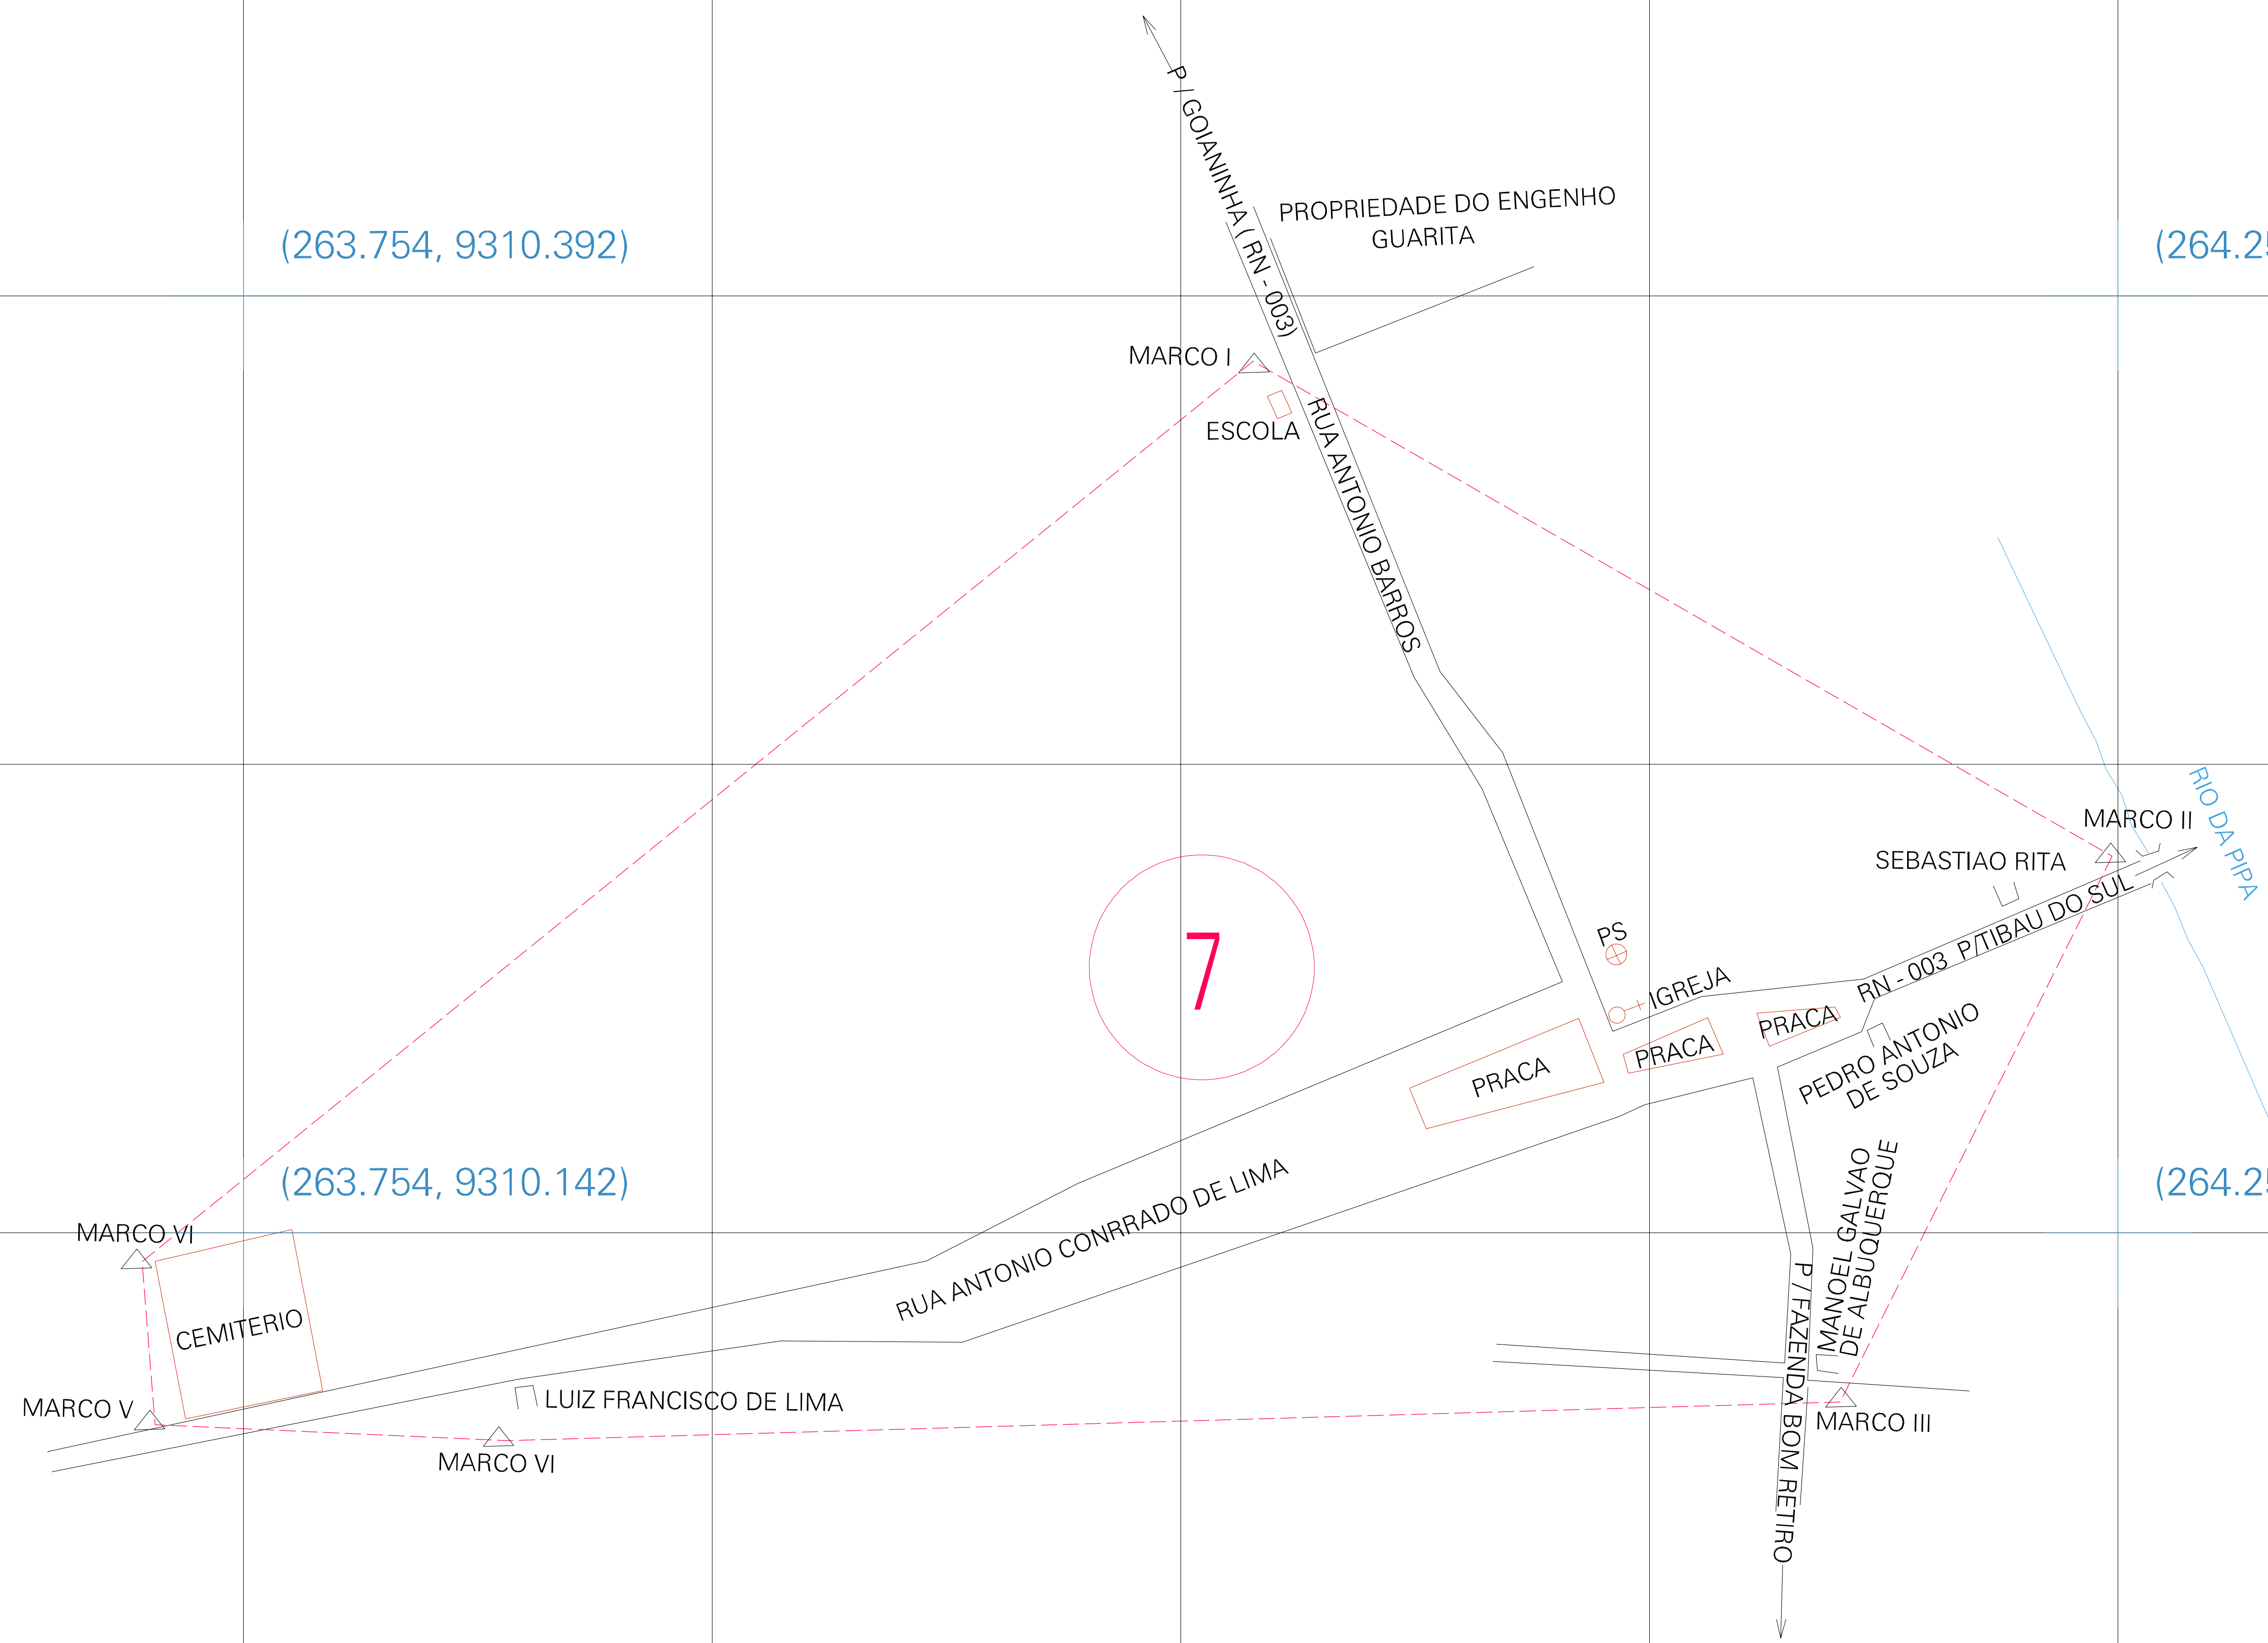 P / GOIANINHA ( RN - 003)
PROPRIEDADE DO ENGENHO
GUARITA
(263.754, 9310.392)
(264.25
MARCO I
ESCOLA
RUA ANTONIO BARROS
RIO DA PIPA
MARCO II
SEBASTIAO RITA
RN - 003 P/TIBAU DO SUL
PS
7
IGREJA
PRACA
PRACA
PRACA
PEDRO ANTONIO
DE SOUZA
(263.754, 9310.142)
(264.25
RUA ANTONIO CONRRADO DE LIMA
MANOEL GALVAO
DE ALBUQUERQUE
MARCO VI
CEMITERIO
P / FAZENDA BOM RETIRO
MARCO V
LUIZ FRANCISCO DE LIMA
MARCO III
MARCO VI